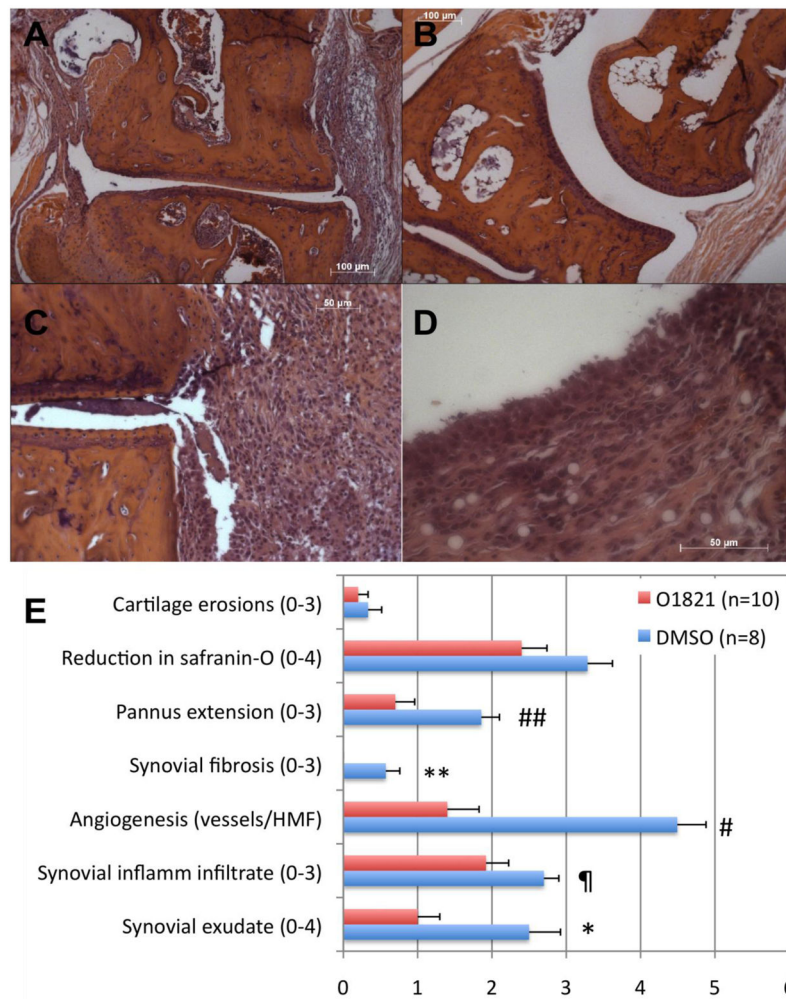 A
100 µm
B
100 µm
C
50 µm
D
50 µm
E
O1821 (n=10)
DMSO (n=8)
Cartilage erosions (0-3)
Reduction in safranin-O (0-4)
Pannus extension (0-3)
##
Synovial fibrosis (0-3)
**
Angiogenesis (vessels/HMF)
#
Synovial inflamm infiltrate (0-3)
¶
Synovial exudate (0-4)
*
0 1 2 3 4 5 6